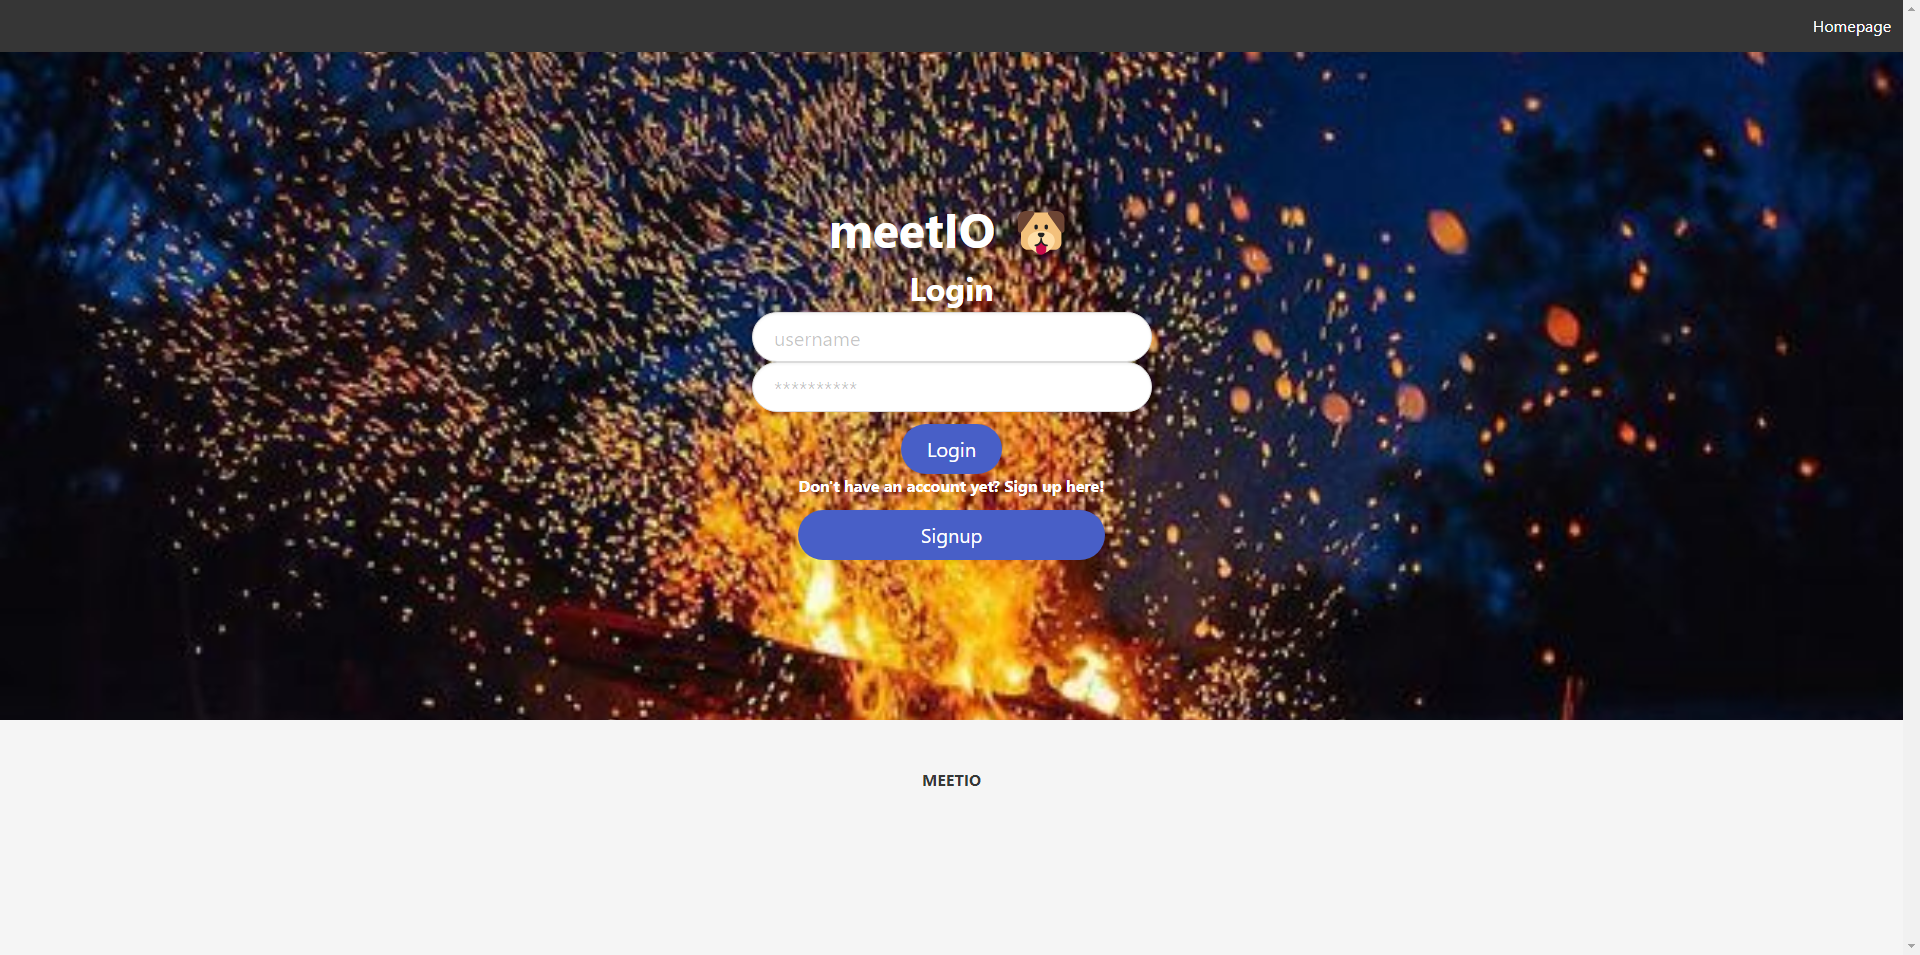 Homepage
meetIO
Login
username
**********
Login
Don't have an account yet? Sign up here!
Signup
MEETIO